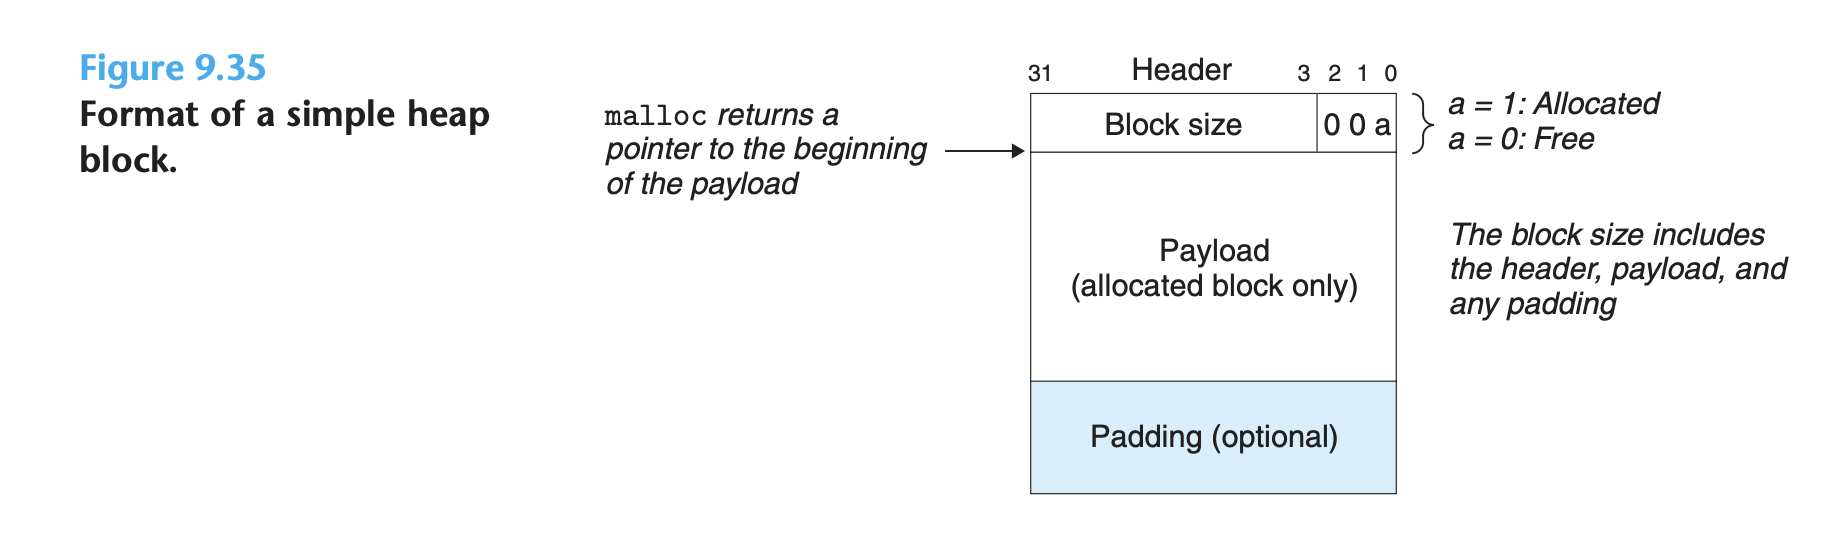 Figure 9.35
Format of a simple heap
block.
malloc returns a
pointer to the beginning
of the payload
31 Header 3 2 1 0
Block size 0 0 a
a = 1: Allocated
a = 0: Free
Payload
(allocated block only)
The block size includes
the header, payload, and
any padding
Padding (optional)